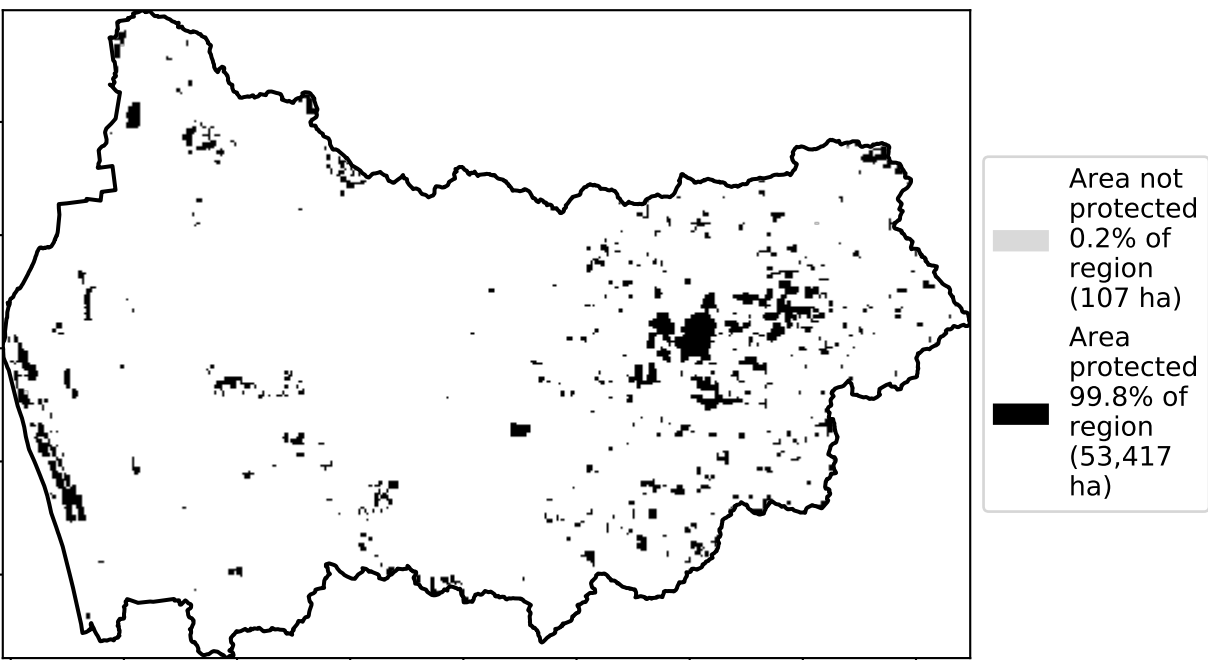 Area not
protected
0.2% of
region
(107 ha)
Area
protected
99.8% of
region
(53,417
ha)